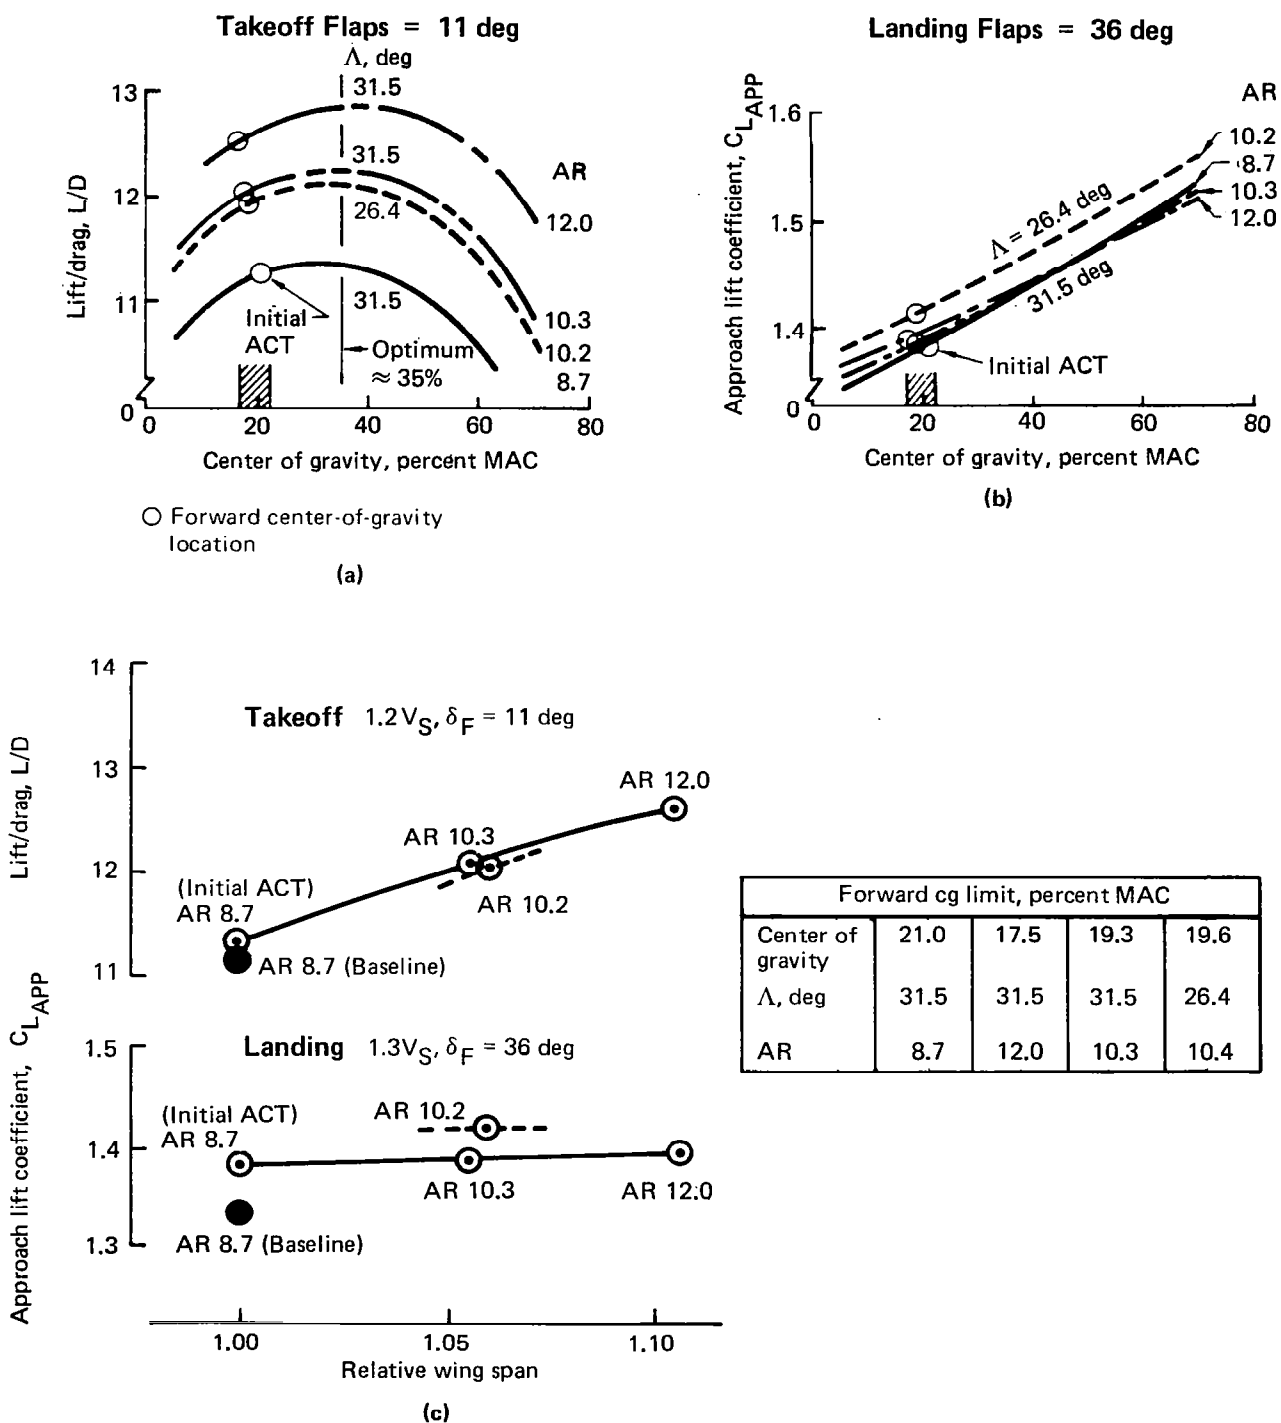 Takeoff Flaps = 11 deg
Λ, deg
31.5
31.5
26.4
31.5
13
12
11
0
Lift/drag, L/D
AR
12.0
10.3
10.2
8.7
Initial
ACT
Optimum
≈ 35%
0 20 40 60 80
Center of gravity, percent MAC
Forward center-of-gravity
location
(a)
Landing Flaps = 36 deg
Approach lift coefficient, C_L_APP
1.6
1.5
1.4
0
AR
10.2
8.7
10.3
12.0
Λ = 26.4 deg
31.5 deg
Initial ACT
0 20 40 60 80
Center of gravity, percent MAC
(b)
14
13
12
11
Lift/drag, L/D
Takeoff 1.2V_S, δ_F = 11 deg
AR 12.0
AR 10.3
AR 10.2
(Initial ACT)
AR 8.7
AR 8.7 (Baseline)
Approach lift coefficient, C_L_APP
1.5
1.4
1.3
Landing 1.3V_S, δ_F = 36 deg
(Initial ACT)
AR 8.7
AR 10.2
AR 10.3
AR 12.0
AR 8.7 (Baseline)
1.00 1.05 1.10
Relative wing span
(c)
Forward cg limit, percent MAC
Center of gravity 21.0 17.5 19.3 19.6
Λ, deg 31.5 31.5 31.5 26.4
AR 8.7 12.0 10.3 10.4